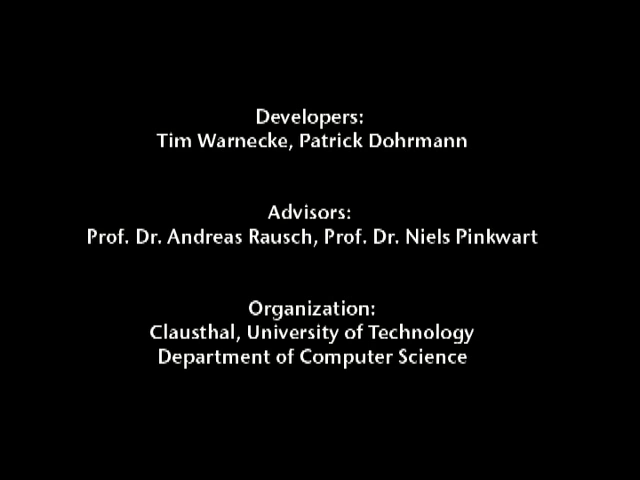 Developers:
Tim Warnecke, Patrick Dohrmann
Advisors:
Prof. Dr. Andreas Rausch, Prof. Dr. Niels Pinkwart
Organization:
Clausthal, University of Technology
Department of Computer Science